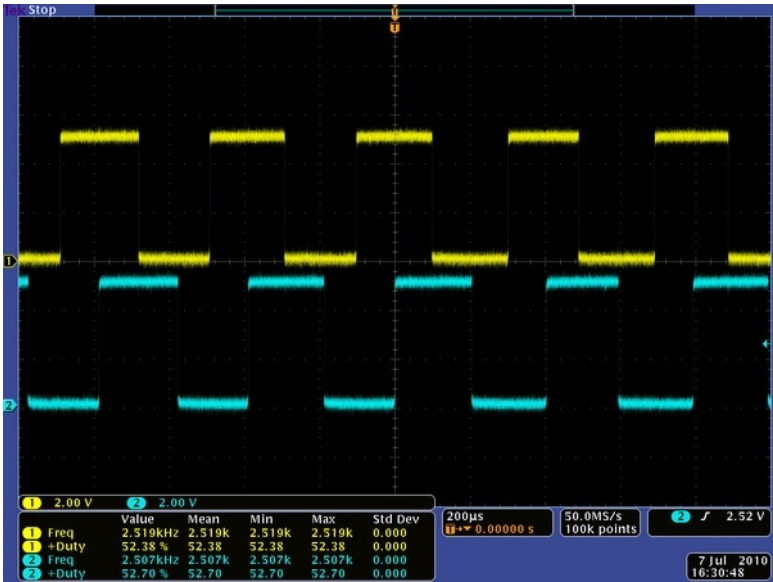 Tek Stop
T
T
1
2
1 2.00 V 2 2.00 V
Value Mean Min Max Std Dev
1 Freq 2.519kHz 2.519k 2.519k 2.519k 0.000
1 +Duty 52.38 % 52.38 52.38 52.38 0.000
2 Freq 2.507kHz 2.507k 2.507k 2.507k 0.000
2 +Duty 52.70 % 52.70 52.70 52.70 0.000
200µs
T→▼ 0.00000 s
50.0MS/s
100k points
2 ∫ 2.52 V
7 Jul 2010
16:30:48